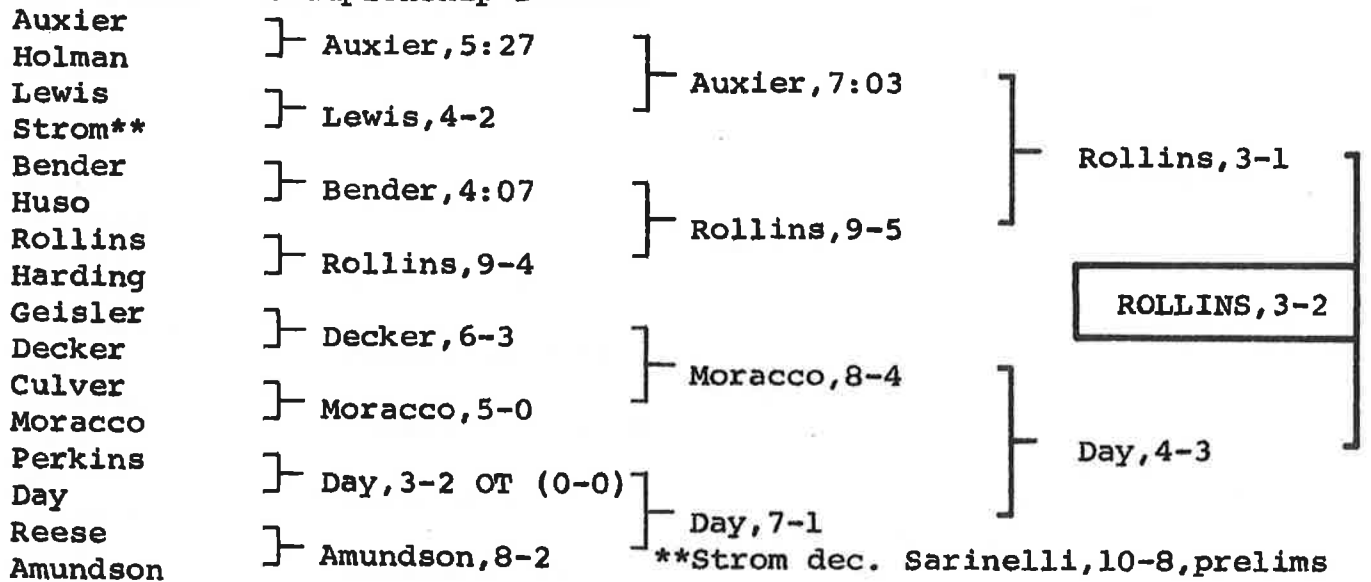 Auxier
Holman
Lewis
Strom**
Bender
Huso
Rollins
Harding
Geisler
Decker
Culver
Moracco
Perkins
Day
Reese
Amundson
Auxier,5:27
Lewis,4-2
Bender,4:07
Rollins,9-4
Decker,6-3
Moracco,5-0
Day,3-2 OT (0-0)
Amundson,8-2
Auxier,7:03
Rollins,9-5
Moracco,8-4
Day,7-1
Rollins,3-1
Day,4-3
ROLLINS,3-2
**Strom dec. Sarinelli,10-8,prelims